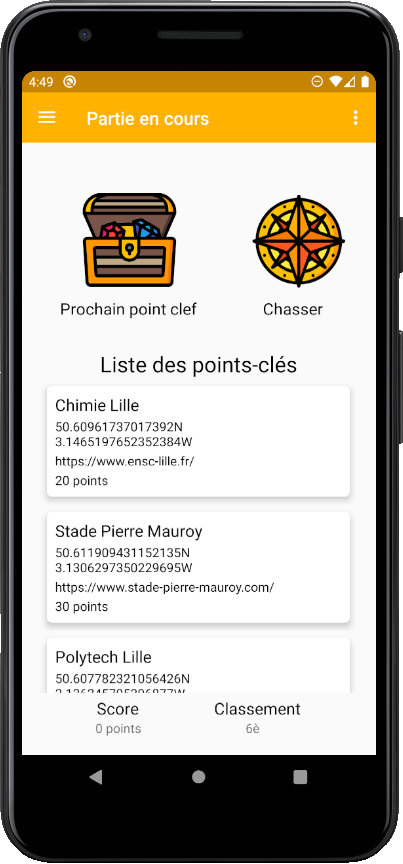 4:49
Partie en cours
Prochain point clef
Chasser
Liste des points-clés
Chimie Lille
50.60961737017392N
3.1465197652352384W
https://www.ensc-lille.fr/
20 points
Stade Pierre Mauroy
50.611909431152135N
3.1306297350229695W
https://www.stade-pierre-mauroy.com/
30 points
Polytech Lille
50.607782321056426N
Score
Classement
0 points
6è